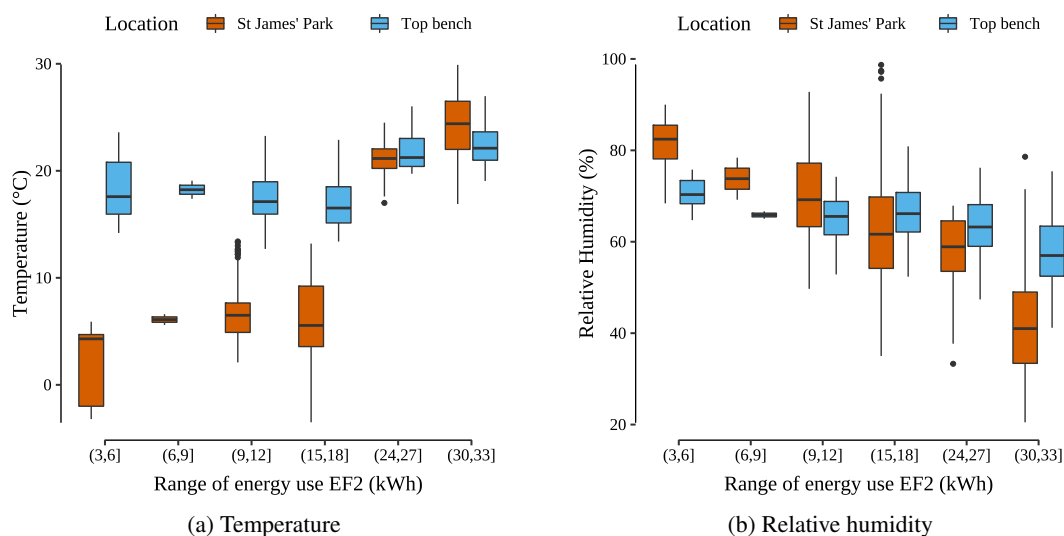 Location St James' Park Top bench
30
20
10
0
Temperature (°C)
(3,6] (6,9] (9,12] (15,18] (24,27] (30,33]
Range of energy use EF2 (kWh)
(a) Temperature
Location St James' Park Top bench
100
80
60
40
20
Relative Humidity (%)
(3,6] (6,9] (9,12] (15,18] (24,27] (30,33]
Range of energy use EF2 (kWh)
(b) Relative humidity